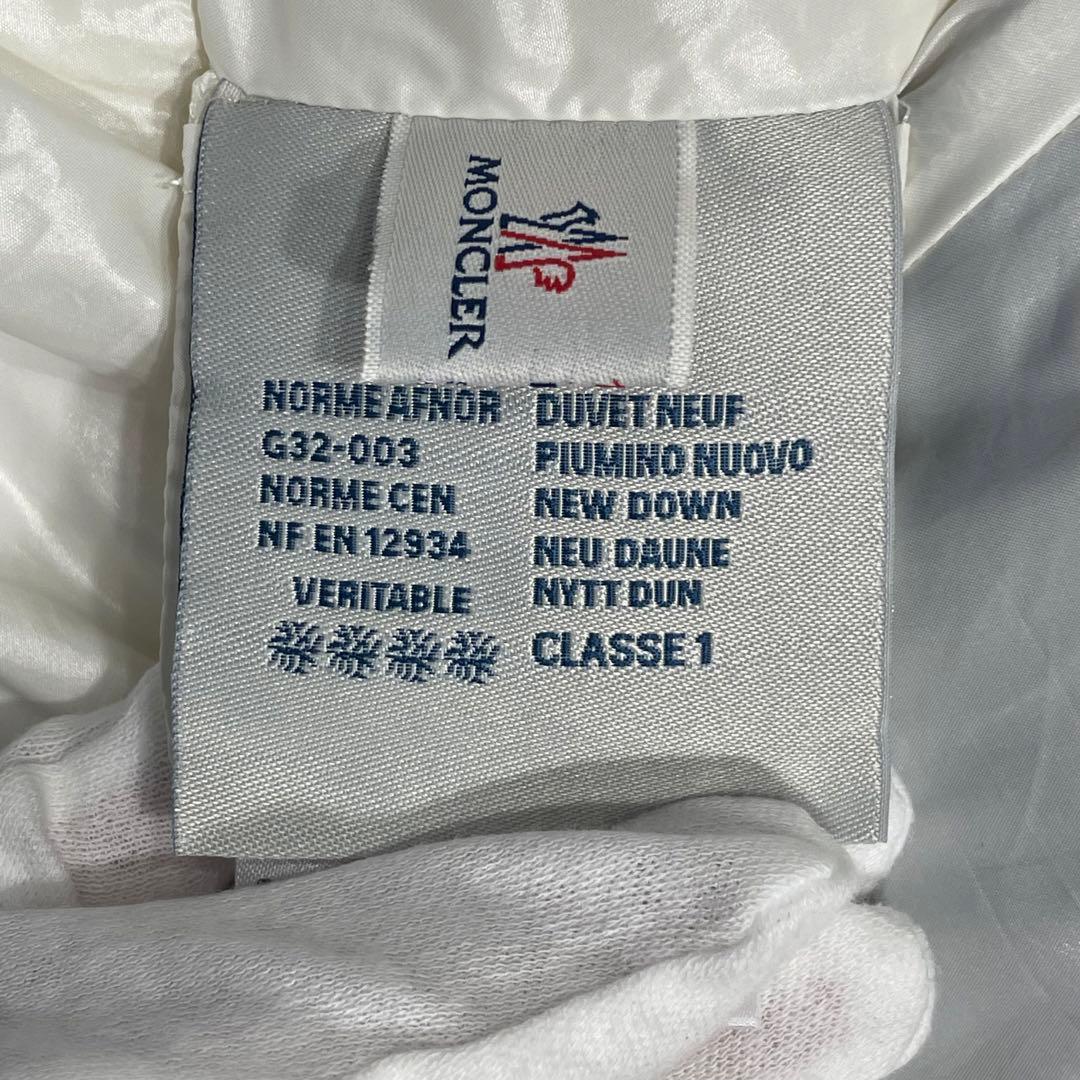 MONCLER
NORME AFNOR
G32-003
NORME CEN
NF EN 12934
VERITABLE
DUVET NEUF
PIUMINO NUOVO
NEW DOWN
NEU DAUNE
NYTT DUN
CLASSE 1